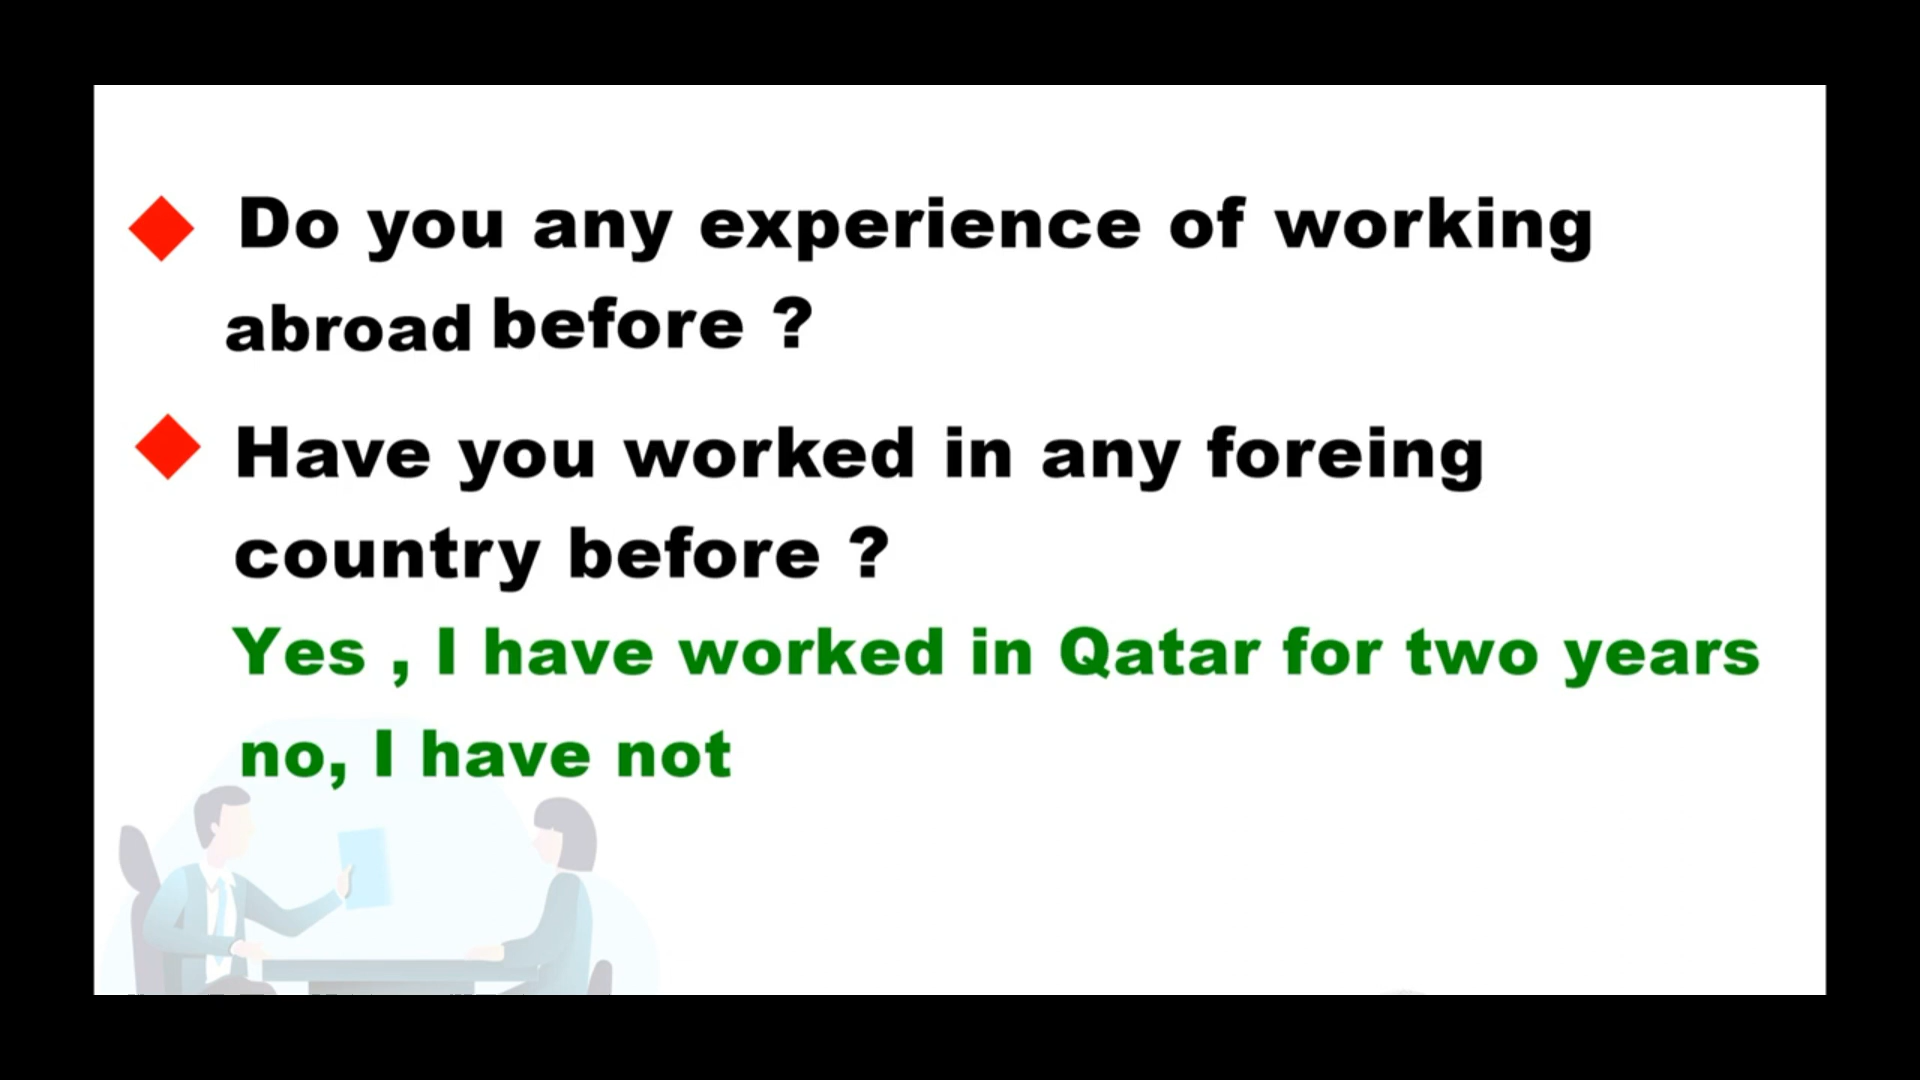 Do you any experience of working
abroad before ?
Have you worked in any foreing
country before ?
Yes , I have worked in Qatar for two years
no, I have not